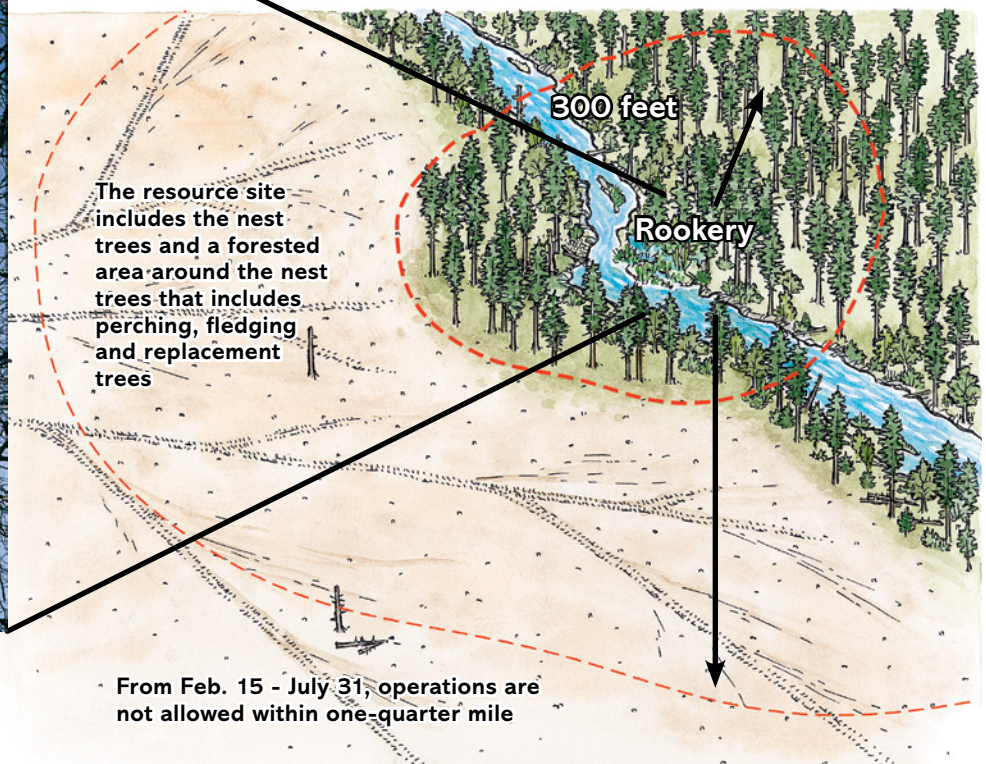 300 feet
Rookery
The resource site
includes the nest
trees and a forested
area around the nest
trees that includes
perching, fledging
and replacement
trees
From Feb. 15 - July 31, operations are
not allowed within one-quarter mile